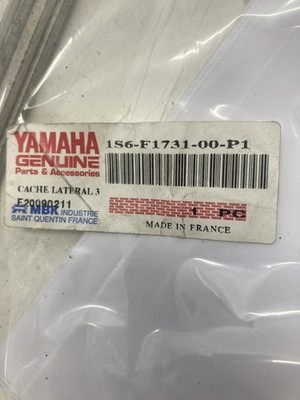 YAMAHA
GENUINE
Parts & Accessories
1S6-F1731-00-P1
CACHE LATERAL 3
E20090211
MBK INDUSTRIE
SAINT QUENTIN FRANCE
1 PC
MADE IN FRANCE